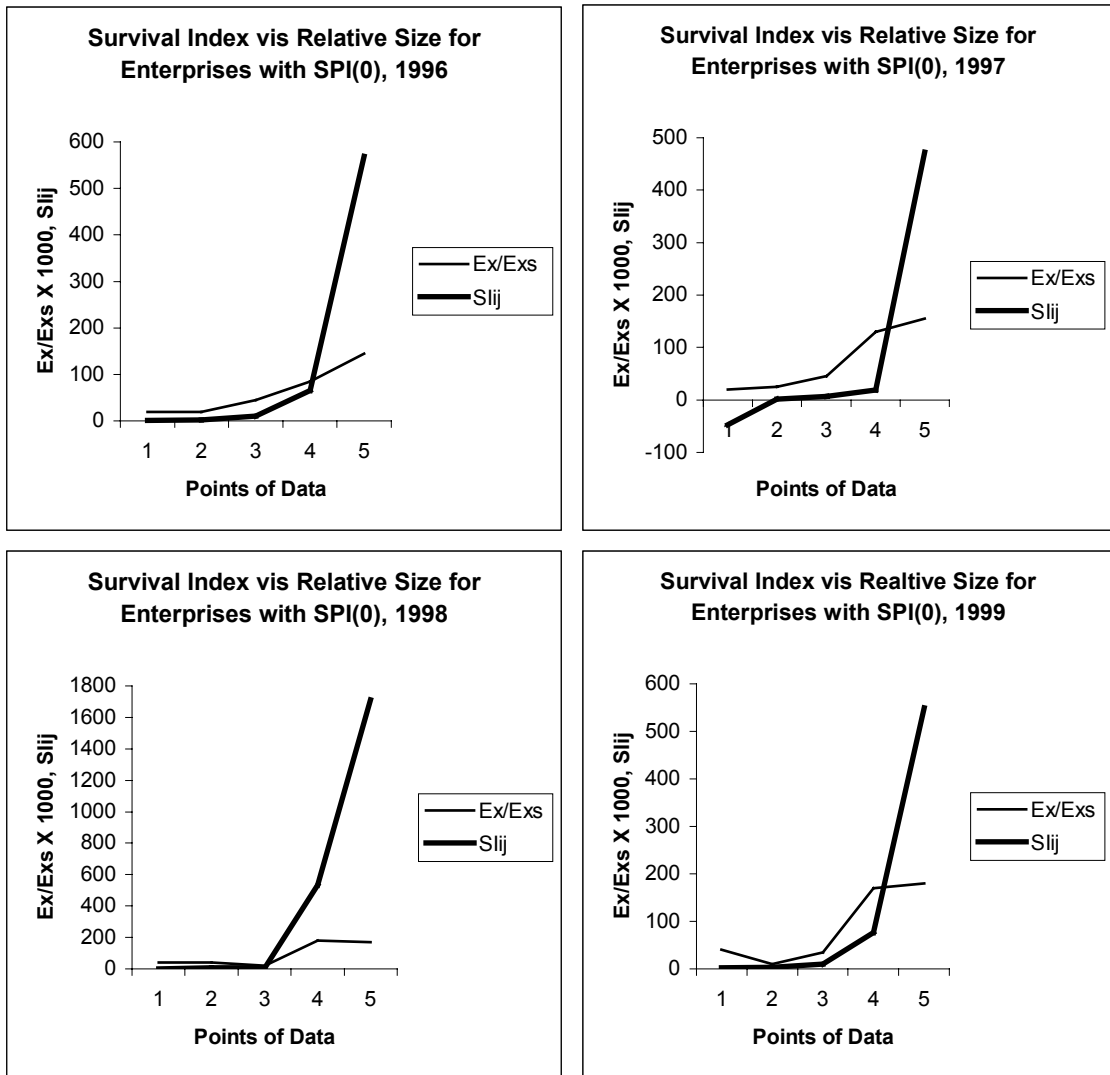 Survival Index vis Relative Size for
Enterprises with SPI(0), 1996
600
500
400
300
200
100
0
Ex/Exs X 1000, SIij
1 2 3 4 5
Points of Data
Ex/Exs
SIij
Survival Index vis Relative Size for
Enterprises with SPI(0), 1997
500
400
300
200
100
0
-100
Ex/Exs X 1000, SIij
1 2 3 4 5
Points of Data
Ex/Exs
SIij
Survival Index vis Relative Size for
Enterprises with SPI(0), 1998
1800
1600
1400
1200
1000
800
600
400
200
0
Ex/Exs X 1000, SIij
1 2 3 4 5
Points of Data
Ex/Exs
SIij
Survival Index vis Realtive Size for
Enterprises with SPI(0), 1999
600
500
400
300
200
100
0
Ex/Exs X 1000, SIij
1 2 3 4 5
Points of Data
Ex/Exs
SIij